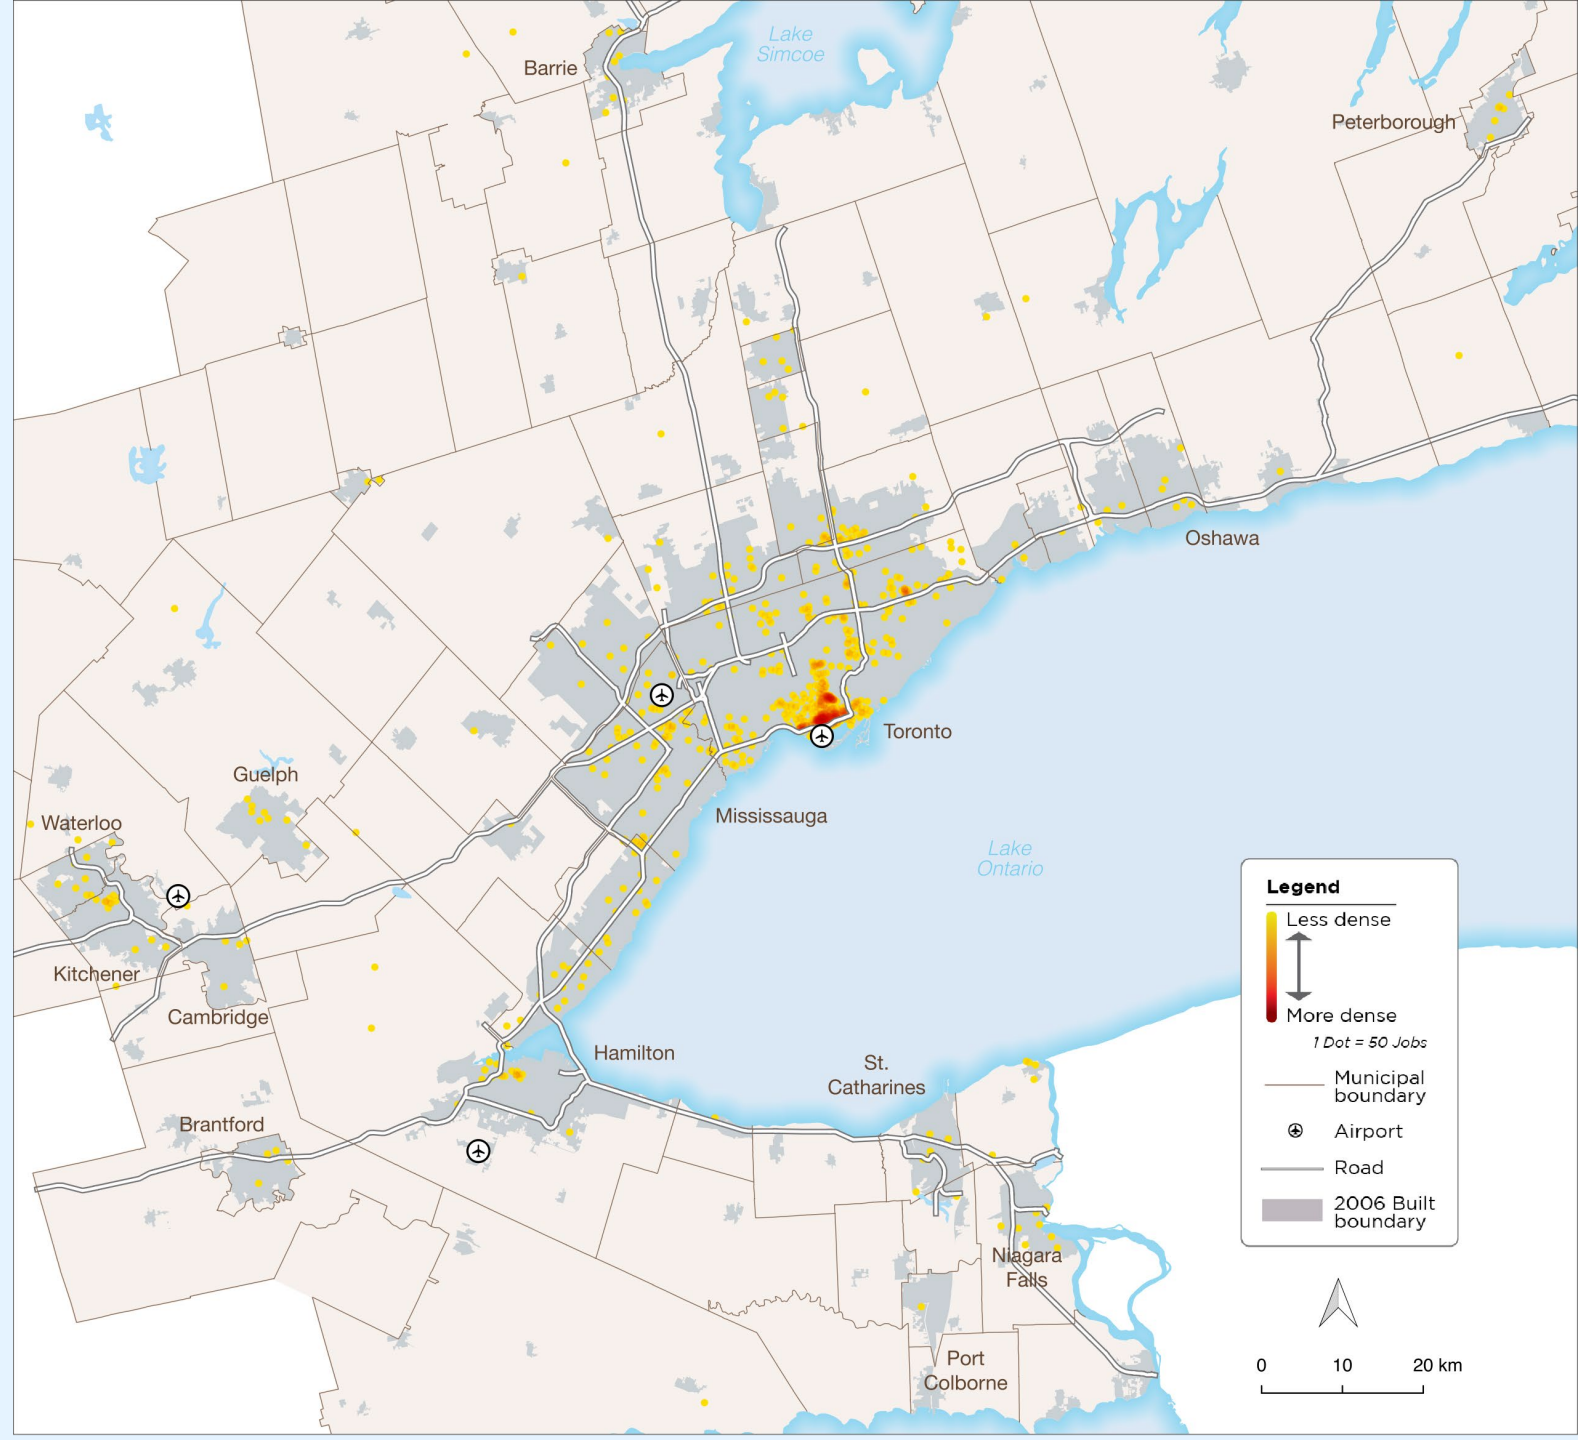 Lake
Simcoe
Barrie
Peterborough
Oshawa
Toronto
Guelph
Mississauga
Waterloo
Lake
Ontario
Kitchener
Cambridge
Hamilton
St.
Catharines
Brantford
Niagara
Falls
Port
Colborne
Legend
Less dense
More dense
1 Dot = 50 Jobs
Municipal
boundary
Airport
Road
2006 Built
boundary
0 10 20 km